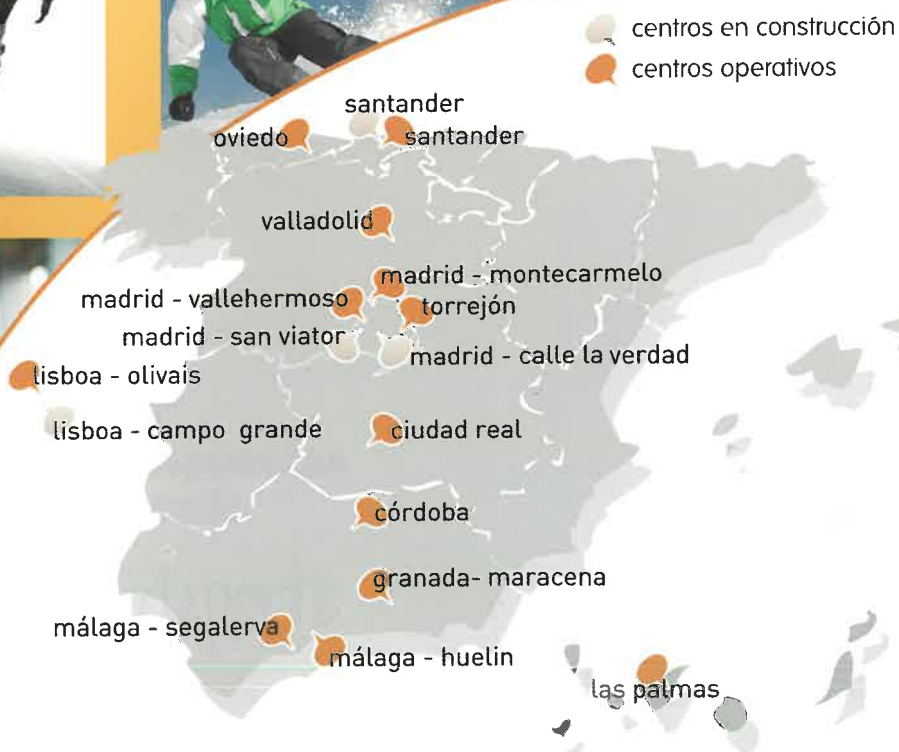 centros en construcción
centros operativos
santander
oviedo
santander
valladolid
madrid - montecarmelo
madrid - vallehermoso
torrejón
madrid - san viator
madrid - calle la verdad
lisboa - olivais
lisboa - campo grande
ciudad real
córdoba
granada- maracena
málaga - segalerva
málaga - huelin
las palmas